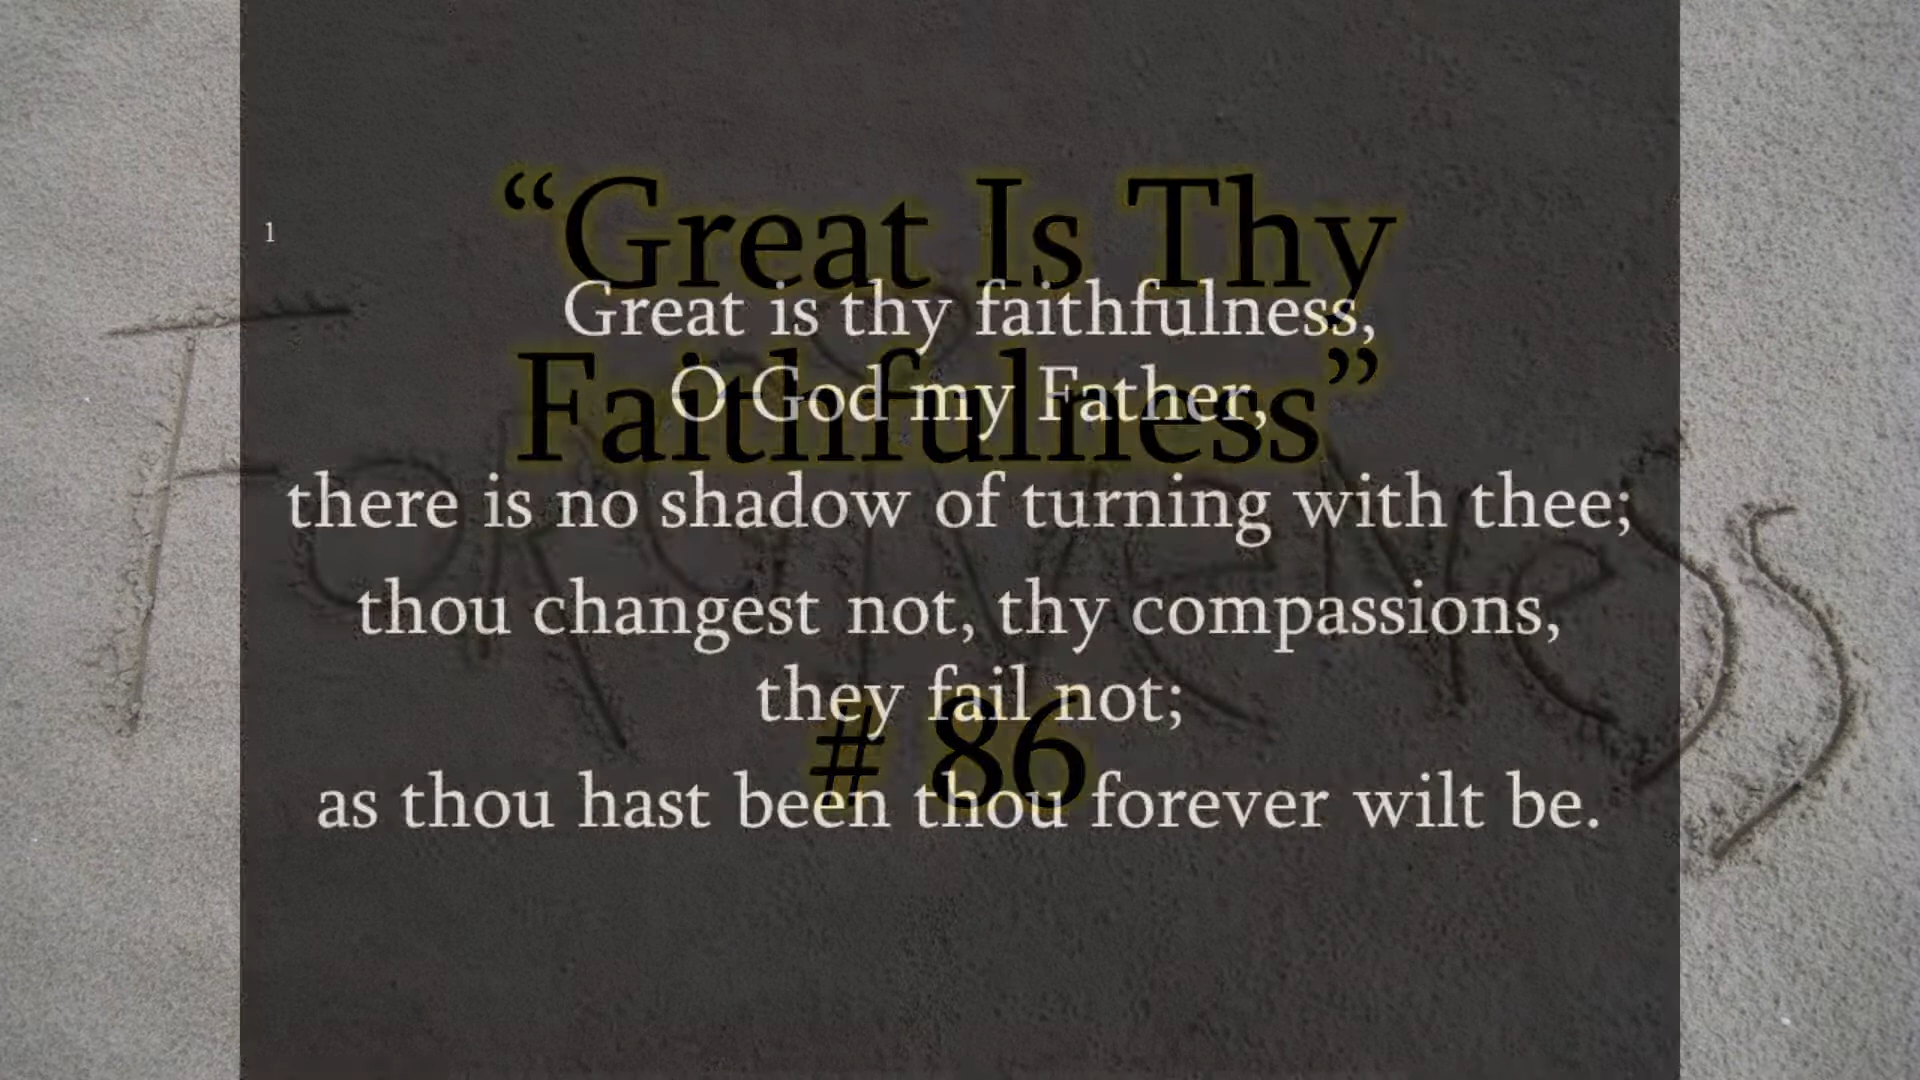 “Great Is Thy
Faithfulness”
# 86
1
Great is thy faithfulness,
O God my Father,
there is no shadow of turning with thee;
thou changest not, thy compassions,
they fail not;
as thou hast been thou forever wilt be.
Forgiveness